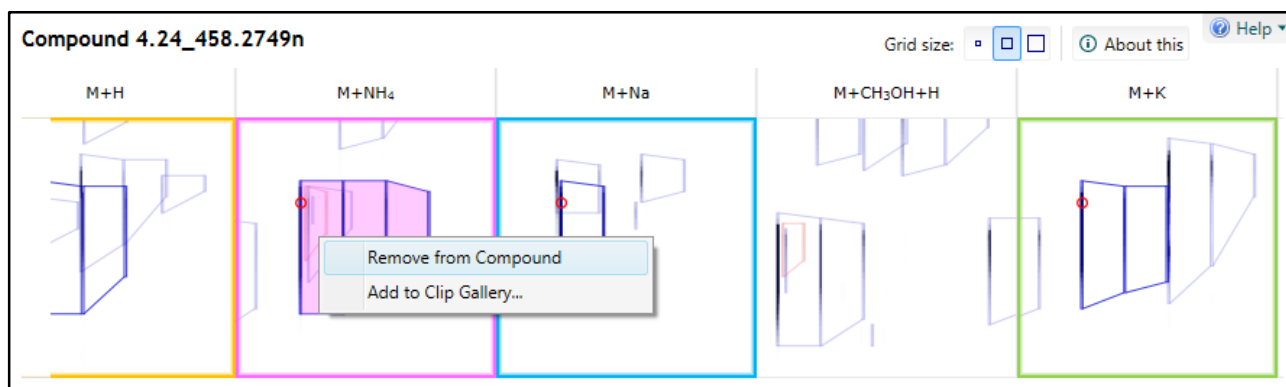 Compound 4.24_458.2749n
Grid size:
About this
Help
M+H
M+NH₄
M+Na
M+CH₃OH+H
M+K
Remove from Compound
Add to Clip Gallery...